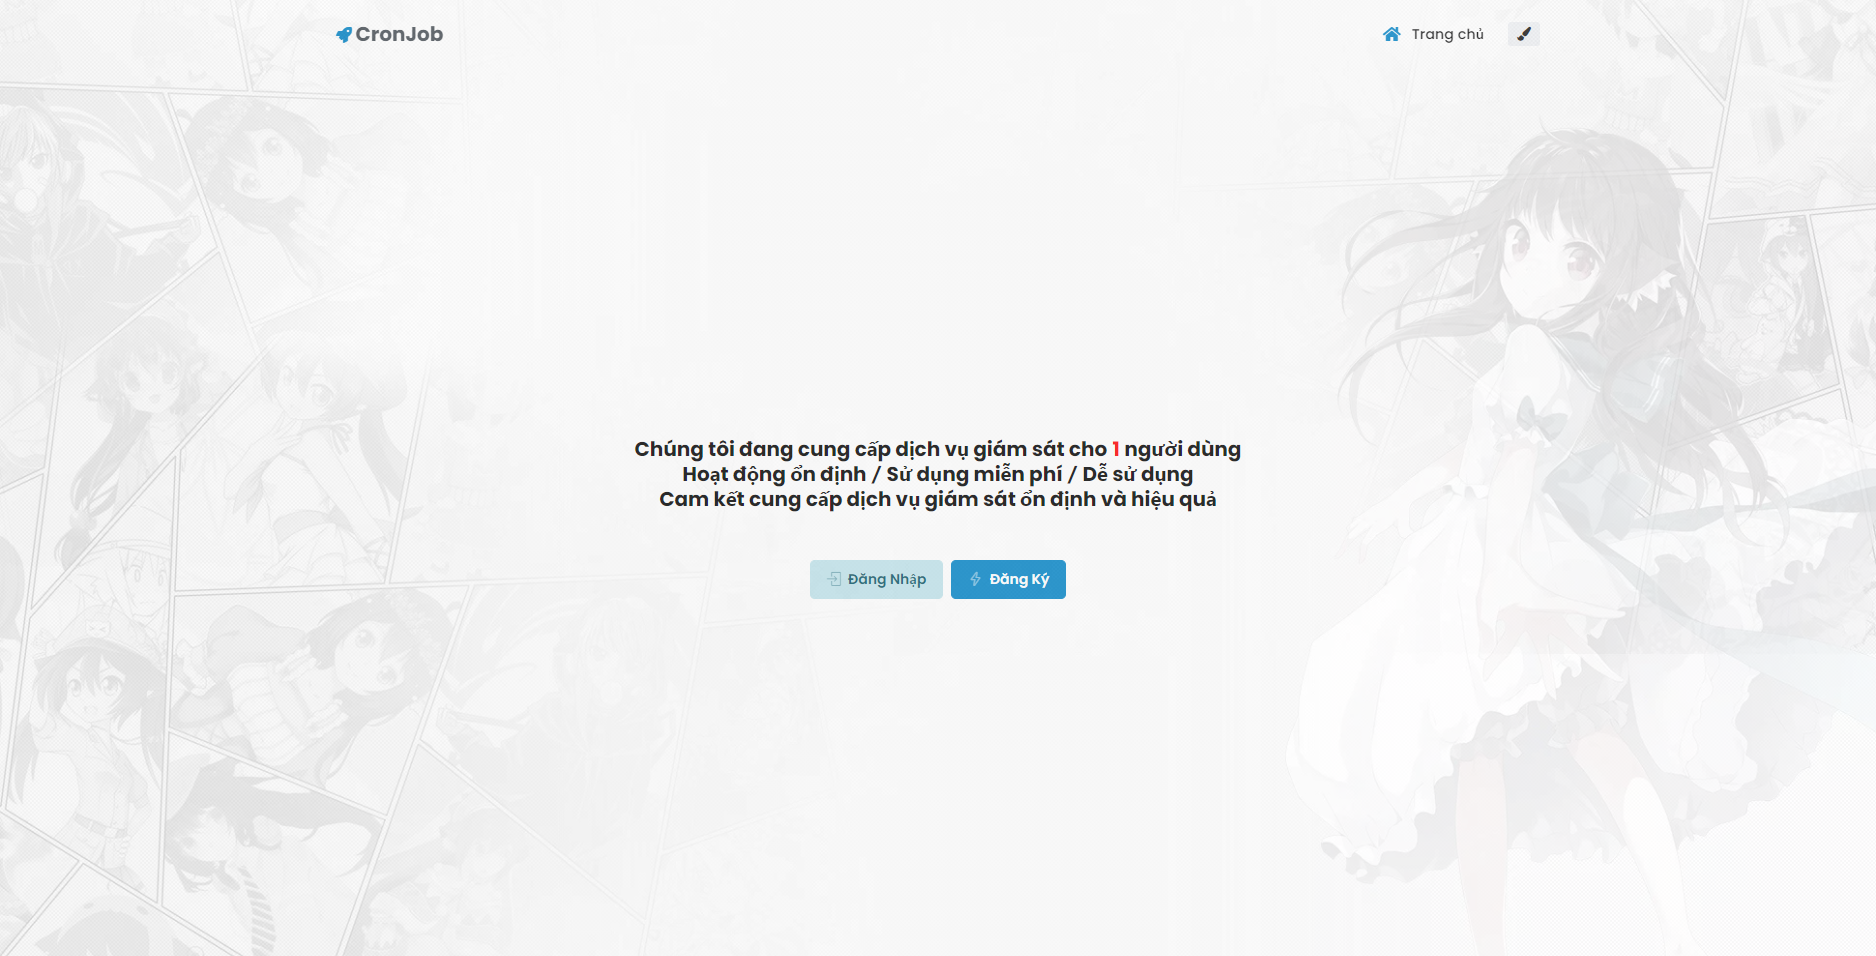 CronJob
Trang chủ
Chúng tôi đang cung cấp dịch vụ giám sát cho 1 người dùng
Hoạt động ổn định / Sử dụng miễn phí / Dễ sử dụng
Cam kết cung cấp dịch vụ giám sát ổn định và hiệu quả
Đăng Nhập
Đăng Ký